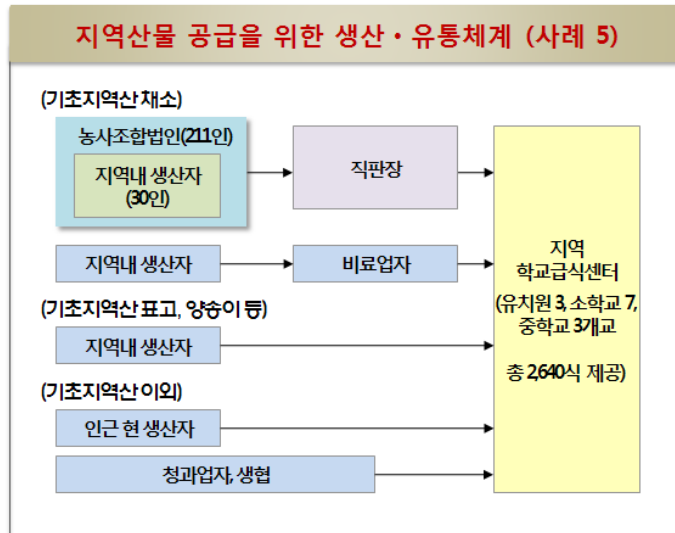 지역산물 공급을 위한 생산・유통체계 (사례 5)
(기초지역산 채소)
농사조합법인(211인)
지역내 생산자
(30인)
직판장
지역내 생산자
비료업자
(기초지역산 표고, 양송이 등)
지역내 생산자
(기초지역산 이외)
인근 현 생산자
청과업자, 생협
지역
학교급식센터
(유치원 3, 소학교 7,
중학교 3개교
총 2,640식 제공)